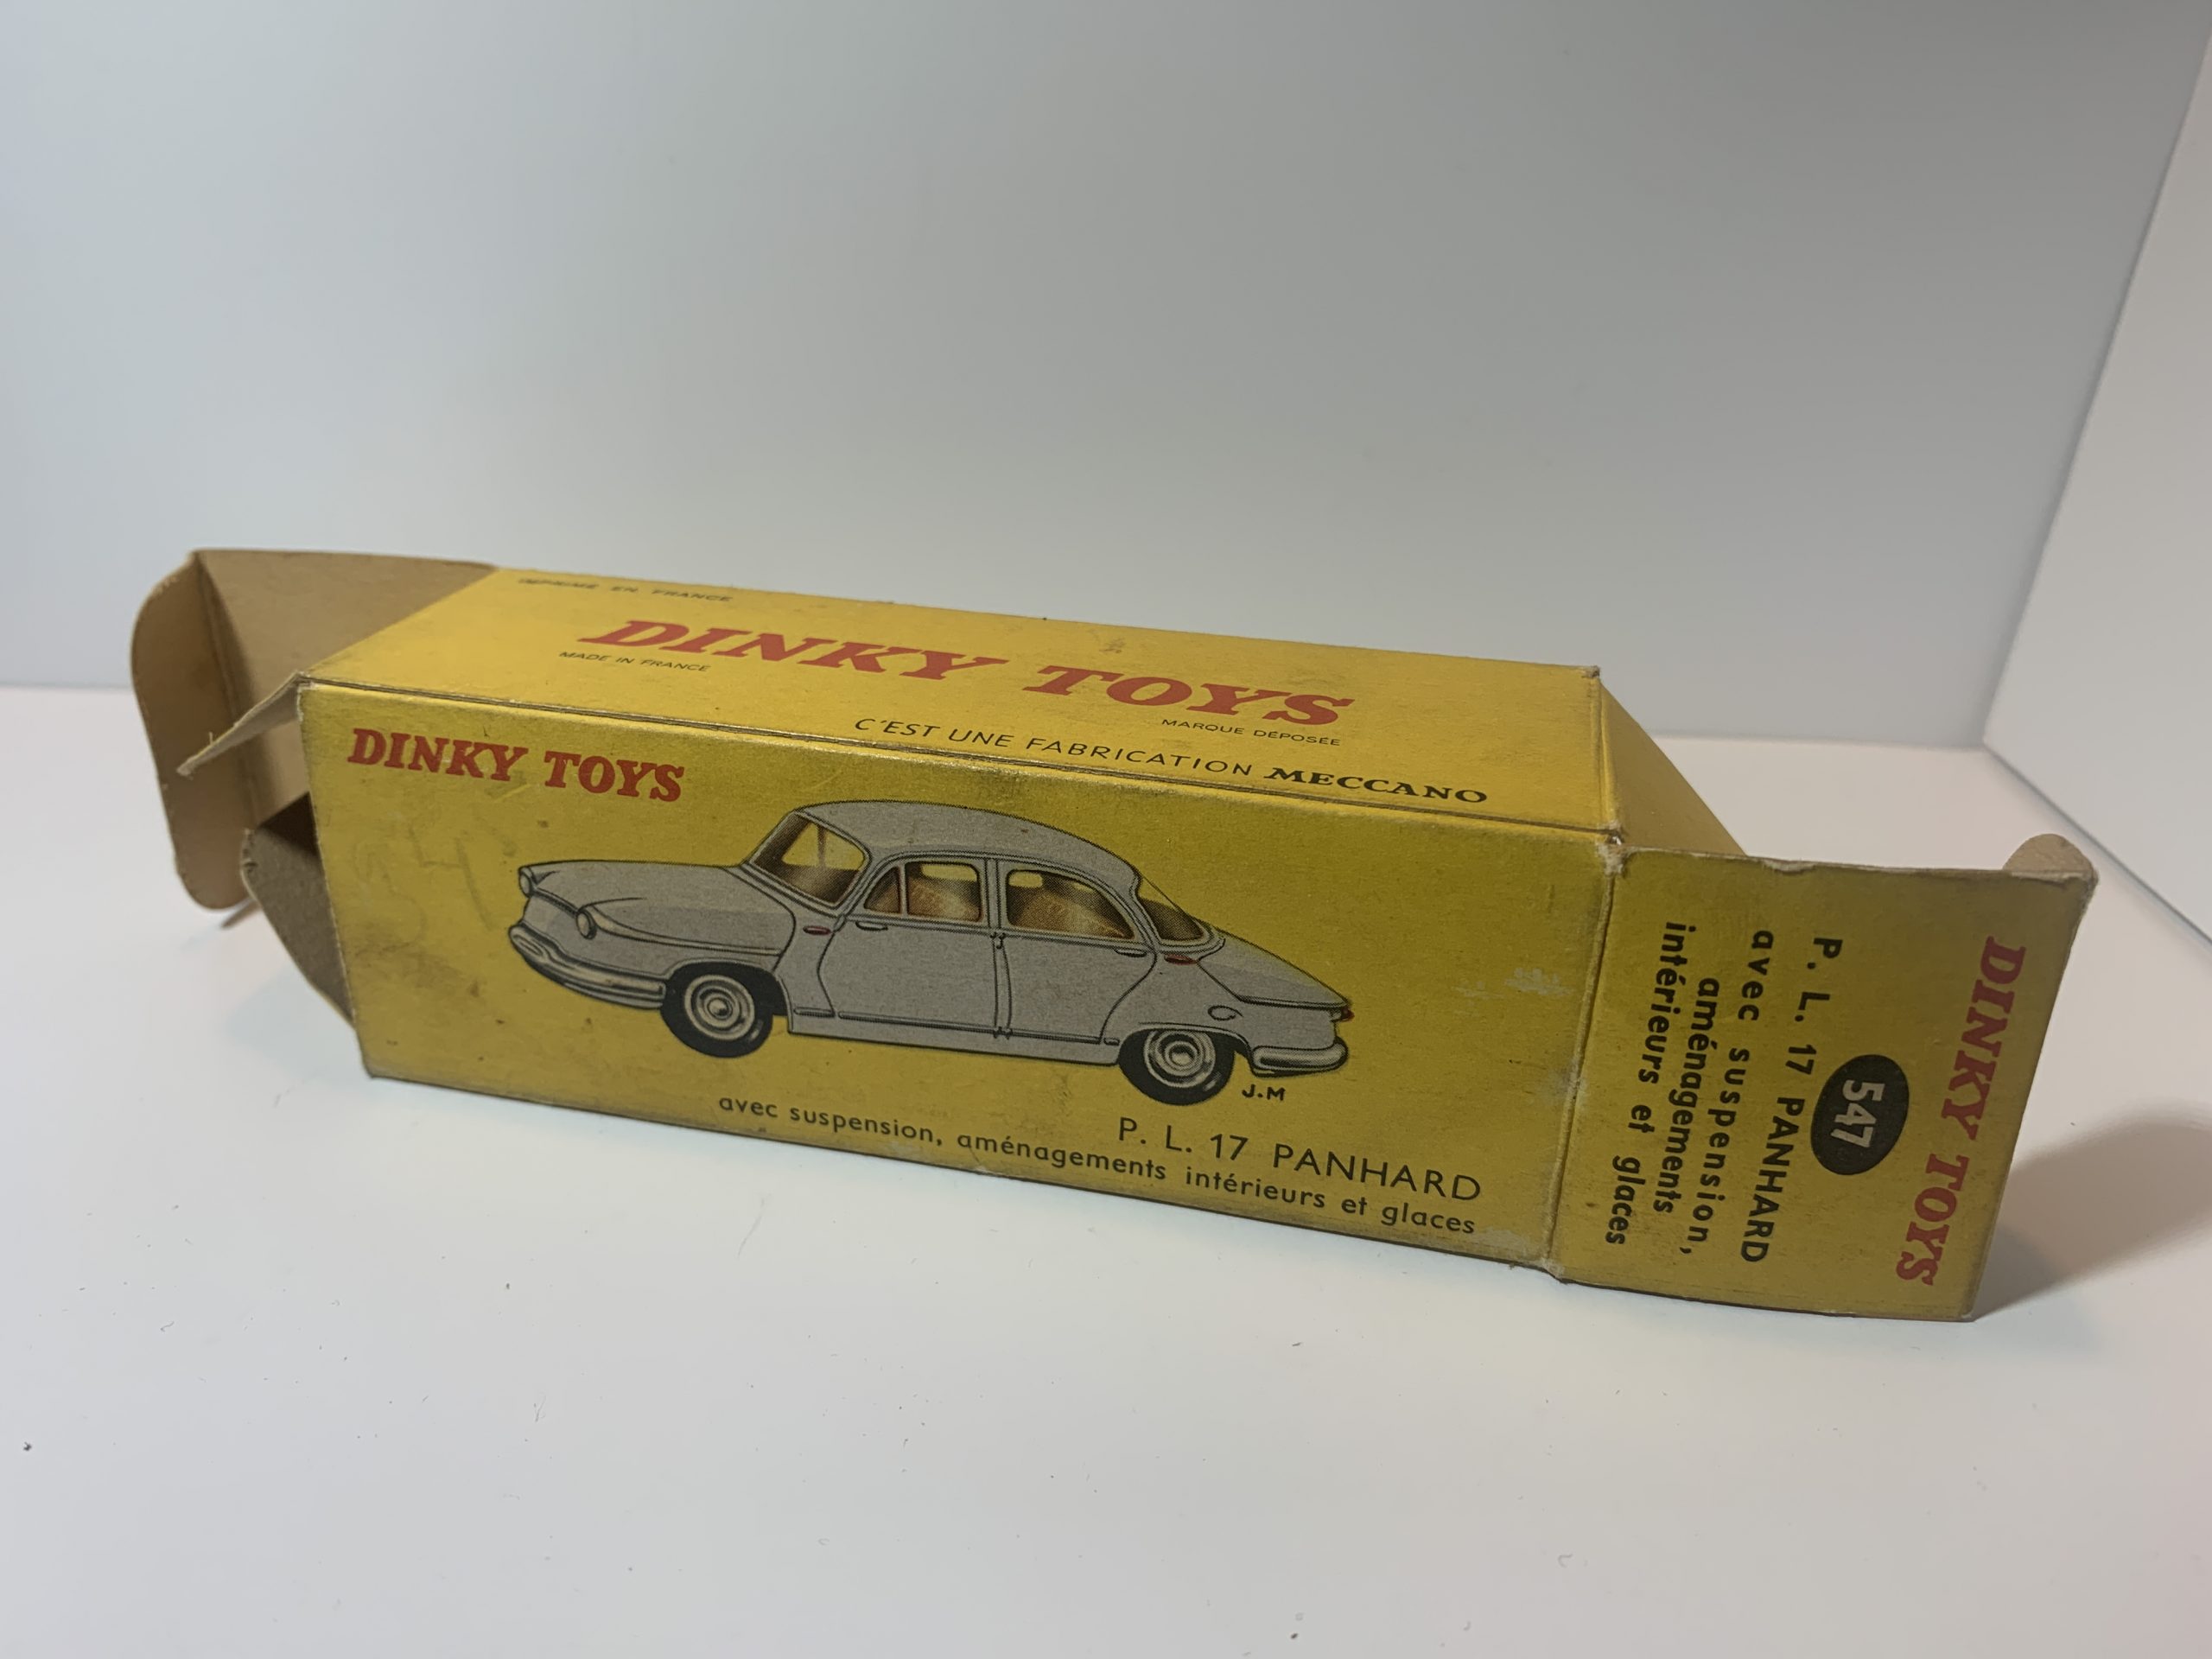 IMPRIMÉ EN FRANCE
DINKY TOYS
MADE IN FRANCE
MARQUE DÉPOSÉE
C'EST UNE FABRICATION MECCANO
DINKY TOYS
J.M
P. L. 17 PANHARD
avec suspension, aménagements intérieurs et glaces
DINKY TOYS
547
P. L. 17 PANHARD
avec suspension,
aménagements
intérieurs et glaces